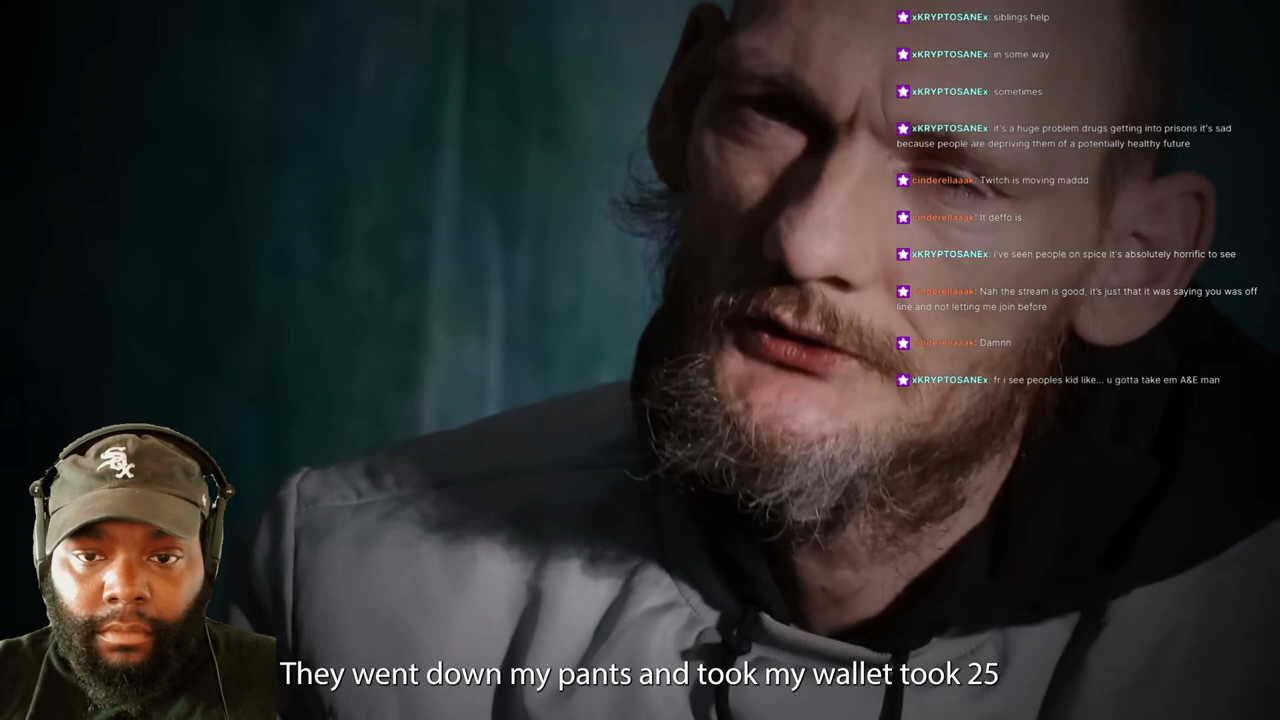 xKRYPTOSANEx: siblings help
xKRYPTOSANEx: in some way
xKRYPTOSANEx: sometimes
xKRYPTOSANEx: it's a huge problem drugs getting into prisons it's sad
because people are depriving them of a potentially healthy future
cinderellaaak: Twitch is moving maddd
cinderellaaak: It deffo is
xKRYPTOSANEx: i've seen people on spice it's absolutely horrific to see
cinderellaaak: Nah the stream is good, it's just that it was saying you was off
line and not letting me join before
cinderellaaak: Damnn
xKRYPTOSANEx: fr i see peoples kid like... u gotta take em A&E man
Sox
They went down my pants and took my wallet took 25